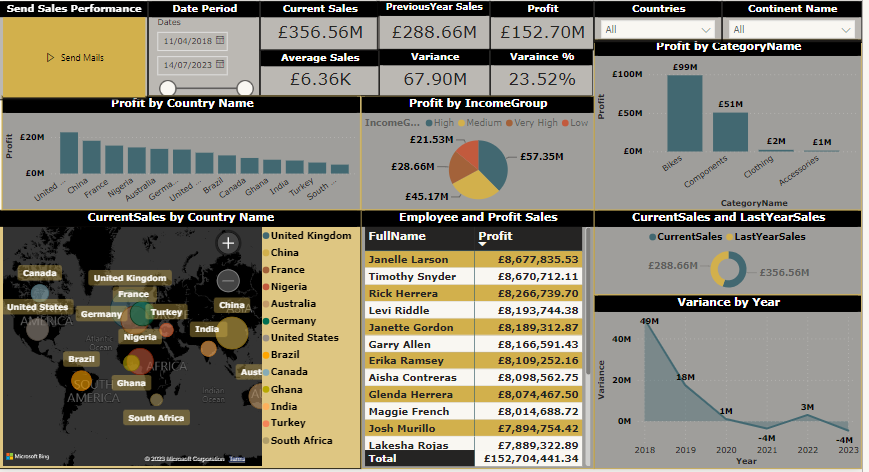 Send Sales Performance
Send Mails
Date Period
Dates
11/04/2018
14/07/2023
Current Sales
£356.56M
PreviousYear Sales
£288.66M
Profit
£152.70M
Average Sales
£6.36K
Variance
67.90M
Varaince %
23.52%
Countries
All
Continent Name
All
Profit by Country Name
Profit
£20M
£0M
United ...
China
France
Nigeria
Australia
Germa...
United ...
Brazil
Canada
Ghana
India
Turkey
South ...
Profit by IncomeGroup
IncomeG... High Medium Very High Low
£21.53M
£28.66M
£45.17M
£57.35M
Profit by CategoryName
Profit
£100M
£50M
£0M
£99M
£51M
£2M
£1M
Bikes
Components
Clothing
Accessories
CategoryName
CurrentSales by Country Name
Canada
United Kingdom
France
United States
Germany
Turkey
China
India
Nigeria
Brazil
Ghana
Aust
South Africa
AMERICA
Atlantic
Ocean
AFRICA
SOUTH
AMERICA
Indian
Ocean
Microsoft Bing
© 2023 Microsoft Corporation Terms
United Kingdom
China
France
Nigeria
Australia
Germany
United States
Brazil
Canada
Ghana
India
Turkey
South Africa
Employee and Profit Sales
FullName Profit
Janelle Larson £8,677,835.53
Timothy Snyder £8,670,712.11
Rick Herrera £8,266,739.70
Levi Riddle £8,193,744.38
Janette Gordon £8,189,312.87
Garry Allen £8,166,591.43
Erika Ramsey £8,109,252.16
Aisha Contreras £8,098,562.75
Glenda Herrera £8,074,467.50
Maggie French £8,014,688.72
Josh Murillo £7,894,754.42
Lakesha Rojas £7,889,322.89
Total £152,704,441.34
CurrentSales and LastYearSales
CurrentSales LastYearSales
£288.66M
£356.56M
Variance by Year
Variance
40M
20M
0M
49M
18M
1M
-4M
3M
-4M
2018 2019 2020 2021 2022 2023
Year